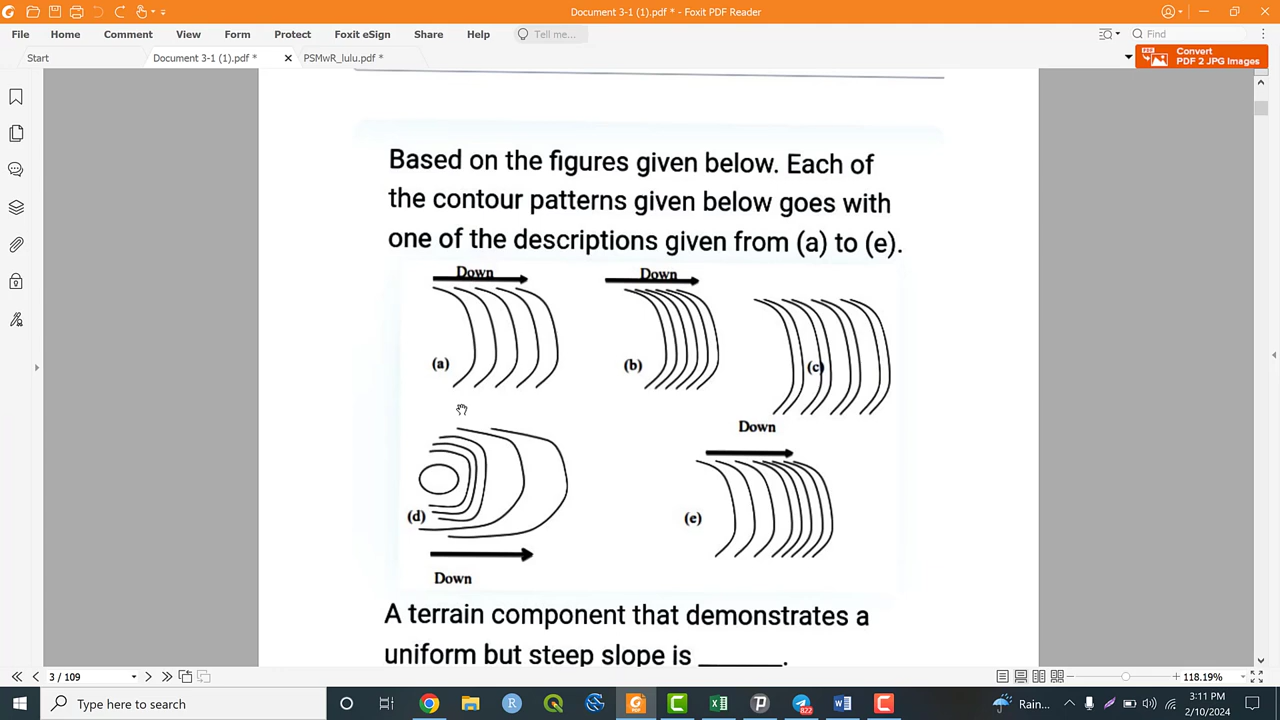 Document 3-1 (1).pdf * - Foxit PDF Reader
File Home Comment View Form Protect Foxit eSign Share Help Tell me... Find
Start Document 3-1 (1).pdf * PSMwR_lulu.pdf *
Convert
PDF 2 JPG Images
Based on the figures given below. Each of
the contour patterns given below goes with
one of the descriptions given from (a) to (e).
Down Down
(a) (b) (c)
Down
(d) (e)
Down
A terrain component that demonstrates a
uniform but steep slope is ______.
3 / 109 118.19%
Type here to search
822
Rain...
3:11 PM
2/10/2024